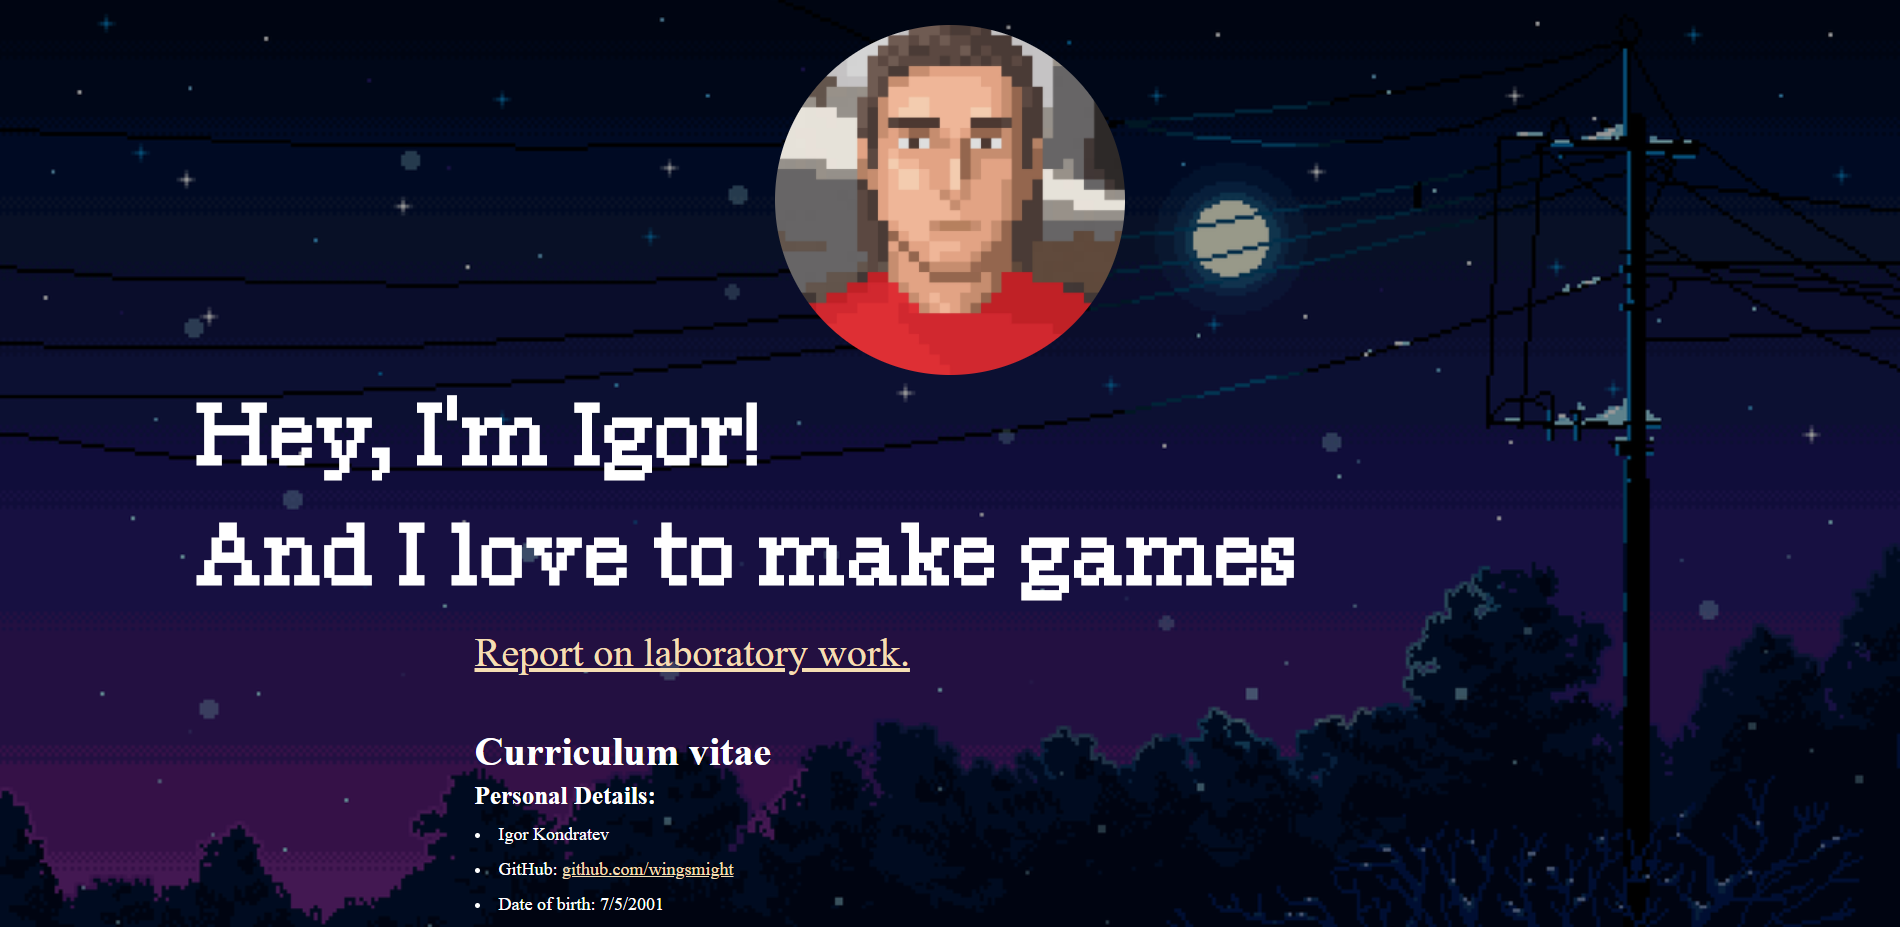 Hey, I'm Igor!
And I love to make games
Report on laboratory work.
Curriculum vitae
Personal Details:
• Igor Kondratev
• GitHub: github.com/wingsmight
• Date of birth: 7/5/2001